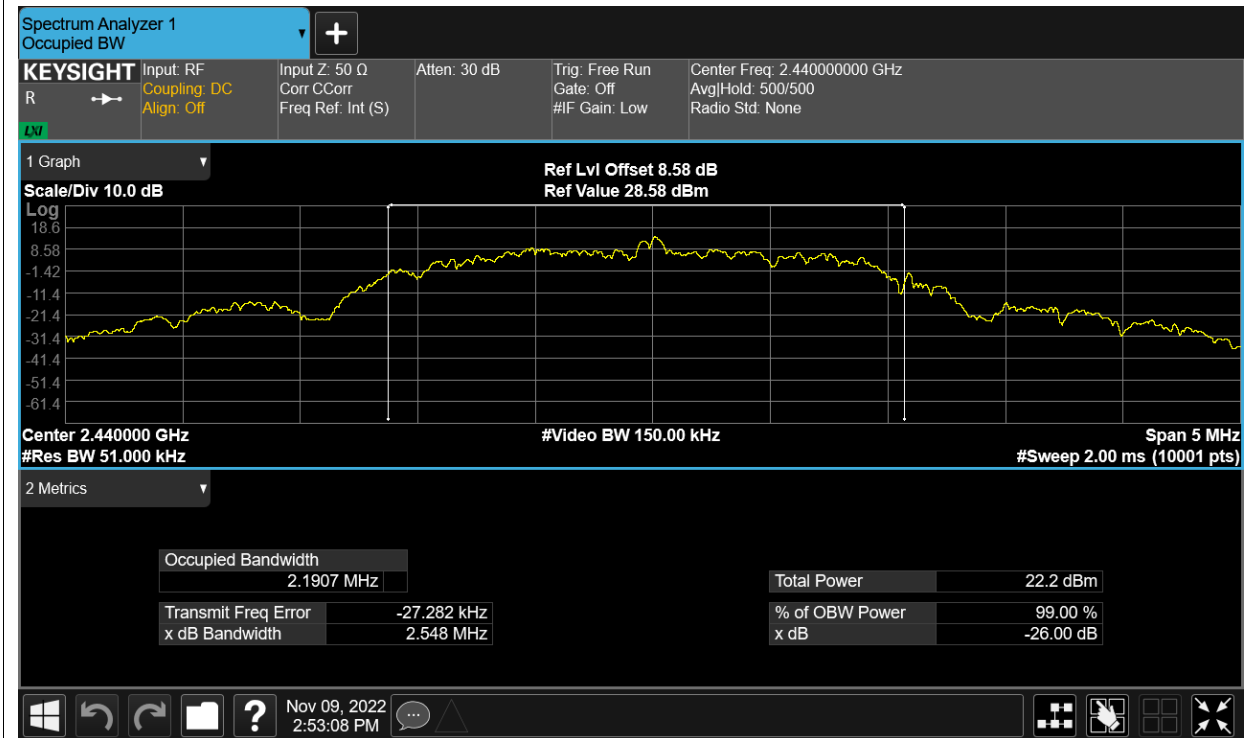 Spectrum Analyzer 1
Occupied BW
KEYSIGHT
R
LXI
Input: RF
Coupling: DC
Align: Off
Input Z: 50 Ω
Corr CCorr
Freq Ref: Int (S)
Atten: 30 dB
Trig: Free Run
Gate: Off
#IF Gain: Low
Center Freq: 2.440000000 GHz
Avg|Hold: 500/500
Radio Std: None
1 Graph
Scale/Div 10.0 dB
Ref Lvl Offset 8.58 dB
Ref Value 28.58 dBm
Log
18.6
8.58
-1.42
-11.4
-21.4
-31.4
-41.4
-51.4
-61.4
Center 2.440000 GHz
#Video BW 150.00 kHz
Span 5 MHz
#Res BW 51.000 kHz
#Sweep 2.00 ms (10001 pts)
2 Metrics
Occupied Bandwidth
2.1907 MHz
Total Power 22.2 dBm
Transmit Freq Error -27.282 kHz
% of OBW Power 99.00 %
x dB Bandwidth 2.548 MHz
x dB -26.00 dB
?
Nov 09, 2022
2:53:08 PM